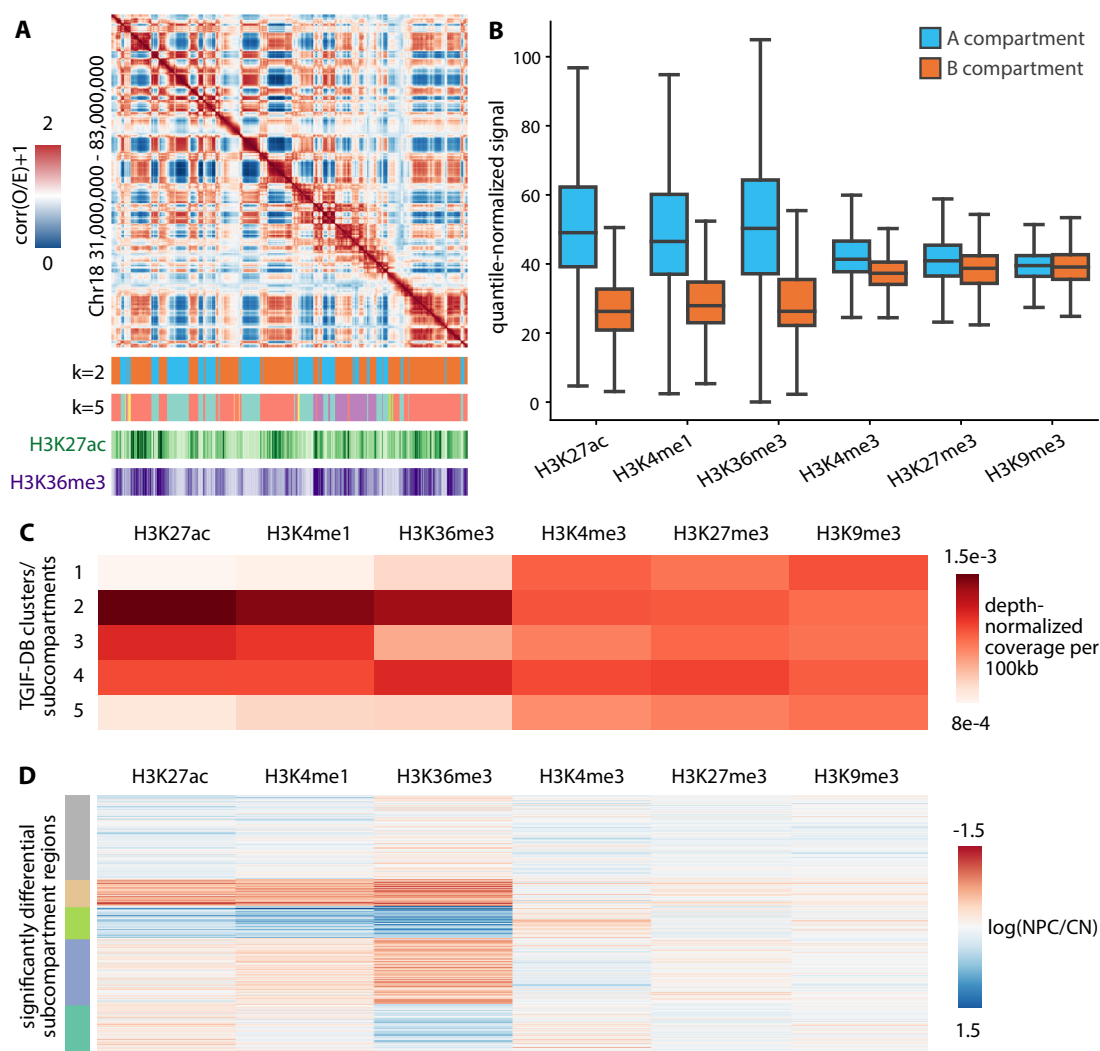 A
2
corr(O/E)+1
0
Chr18 31,000,000 - 83,000,000
k=2
k=5
H3K27ac
H3K36me3
B
A compartment
B compartment
quantile-normalized signal
100
80
60
40
20
0
H3K27ac
H3K4me1
H3K36me3
H3K4me3
H3K27me3
H3K9me3
C
H3K27ac H3K4me1 H3K36me3 H3K4me3 H3K27me3 H3K9me3
TGIF-DB clusters/
subcompartments
1
2
3
4
5
1.5e-3
depth-
normalized
coverage per
100kb
8e-4
D
H3K27ac H3K4me1 H3K36me3 H3K4me3 H3K27me3 H3K9me3
significantly differential
subcompartment regions
-1.5
log(NPC/CN)
1.5